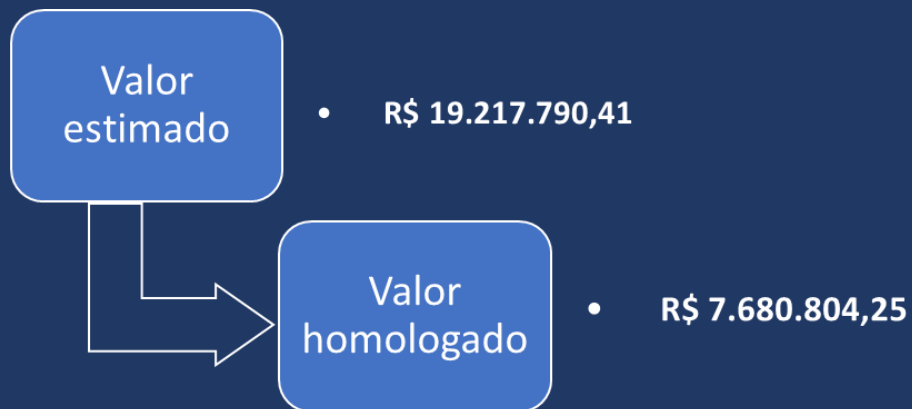 Valor
estimado
• R$ 19.217.790,41
Valor
homologado
• R$ 7.680.804,25